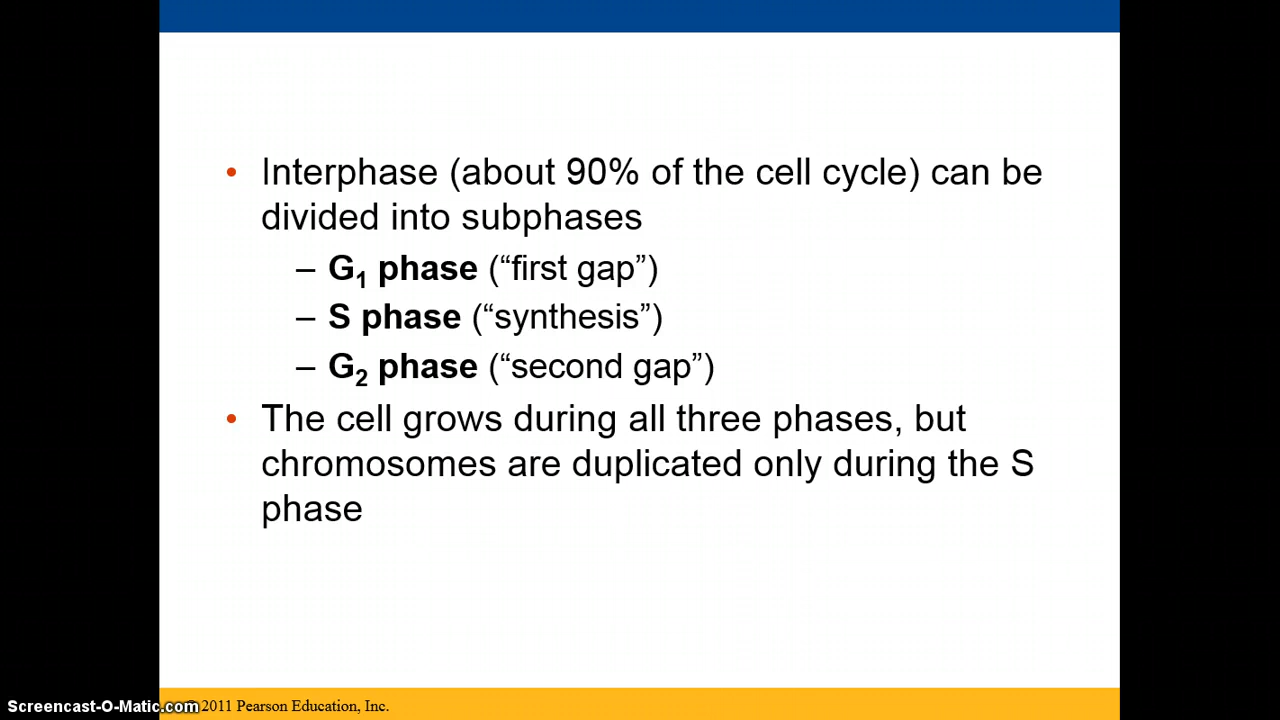 • Interphase (about 90% of the cell cycle) can be
divided into subphases
– G₁ phase (“first gap”)
– S phase (“synthesis”)
– G₂ phase (“second gap”)
• The cell grows during all three phases, but
chromosomes are duplicated only during the S
phase
Screencast-O-Matic.com 2011 Pearson Education, Inc.